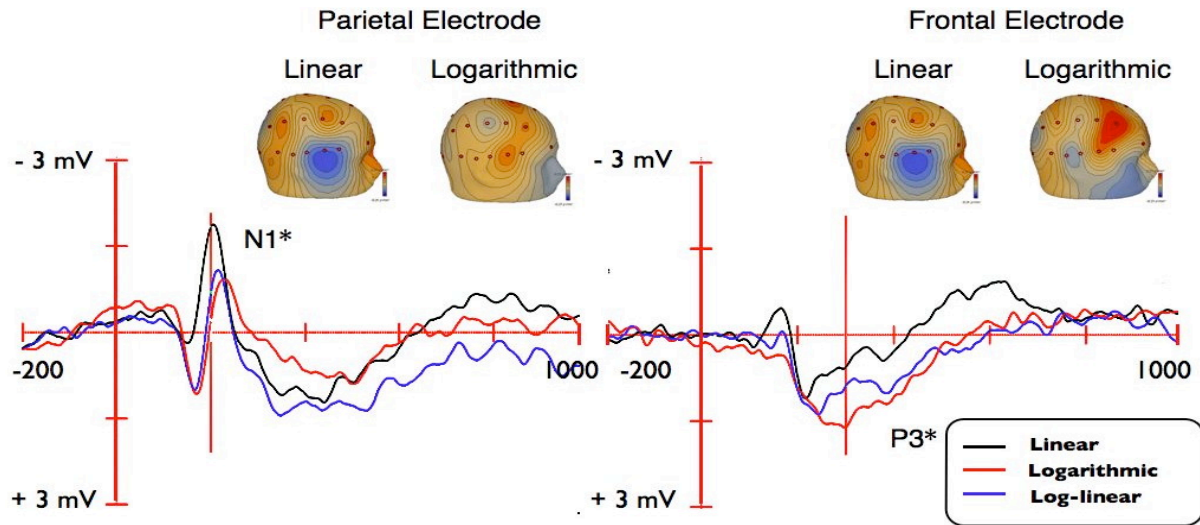 Parietal Electrode
Linear Logarithmic
- 3 mV
N1*
-200
1000
+ 3 mV
Frontal Electrode
Linear Logarithmic
- 3 mV
-200
1000
P3*
+ 3 mV
Linear
Logarithmic
Log-linear